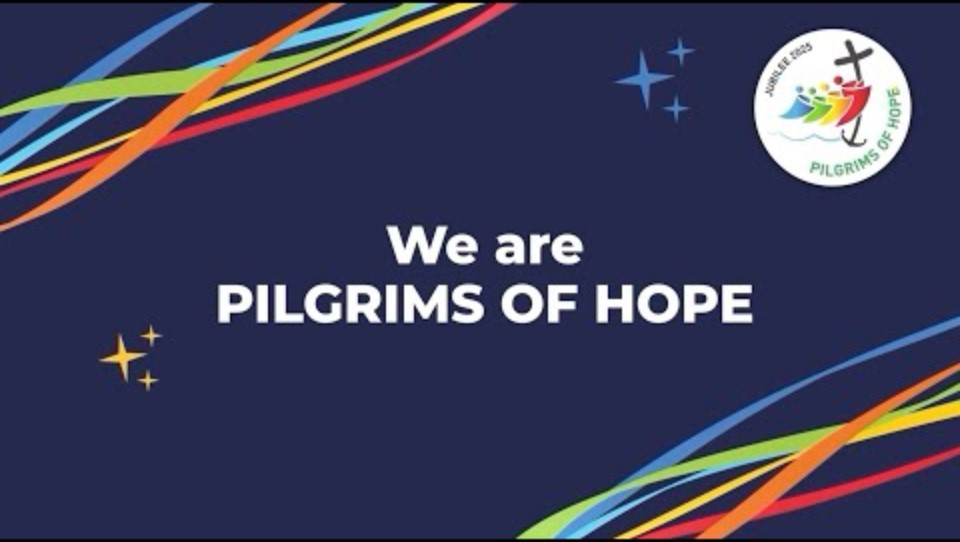 JUBILEE 2025
PILGRIMS OF HOPE
We are
PILGRIMS OF HOPE